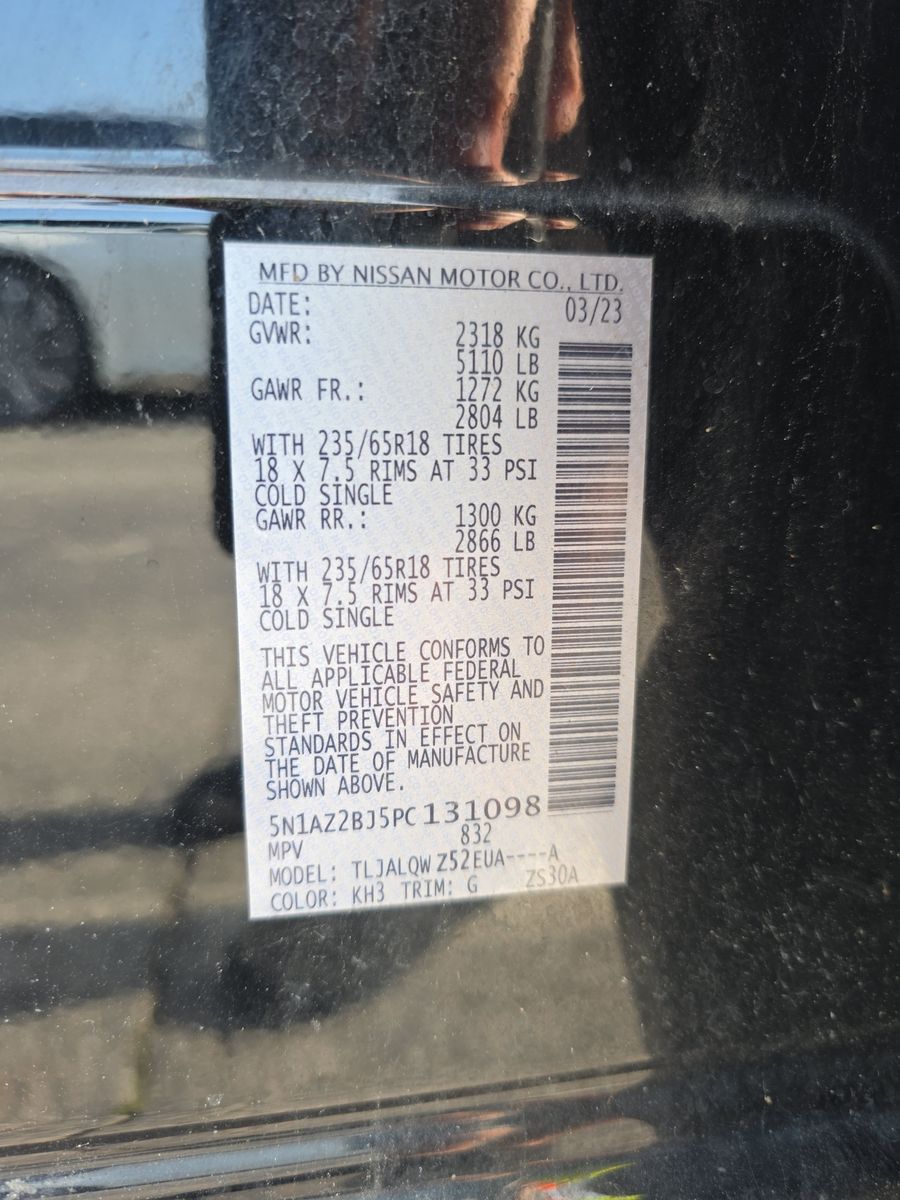 MFD BY NISSAN MOTOR CO., LTD.
DATE: 03/23
GVWR: 2318 KG
5110 LB
GAWR FR.: 1272 KG
2804 LB
WITH 235/65R18 TIRES
18 X 7.5 RIMS AT 33 PSI
COLD SINGLE
GAWR RR.: 1300 KG
2866 LB
WITH 235/65R18 TIRES
18 X 7.5 RIMS AT 33 PSI
COLD SINGLE
THIS VEHICLE CONFORMS TO
ALL APPLICABLE FEDERAL
MOTOR VEHICLE SAFETY AND
THEFT PREVENTION
STANDARDS IN EFFECT ON
THE DATE OF MANUFACTURE
SHOWN ABOVE.
5N1AZ2BJ5PC131098
MPV 832
MODEL: TLJALQW Z52EUA----A
COLOR: KH3 TRIM: G ZS30A